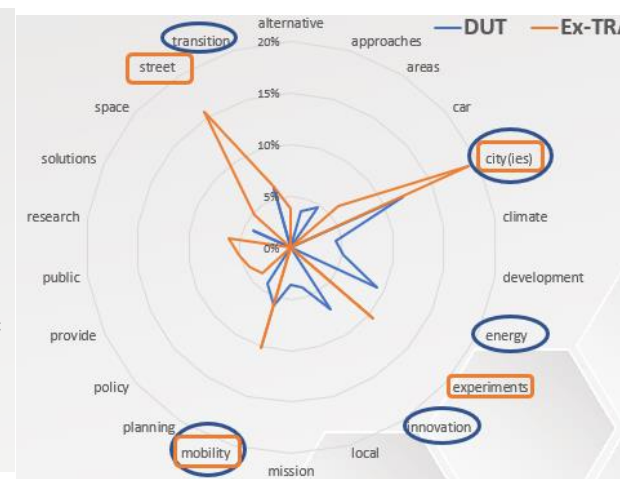 alternative
DUT
Ex-TRA
transition
approaches
20%
street
areas
15%
space
car
10%
solutions
city(ies)
5%
research
climate
0%
public
development
provide
energy
policy
experiments
planning
innovation
mobility
local
mission